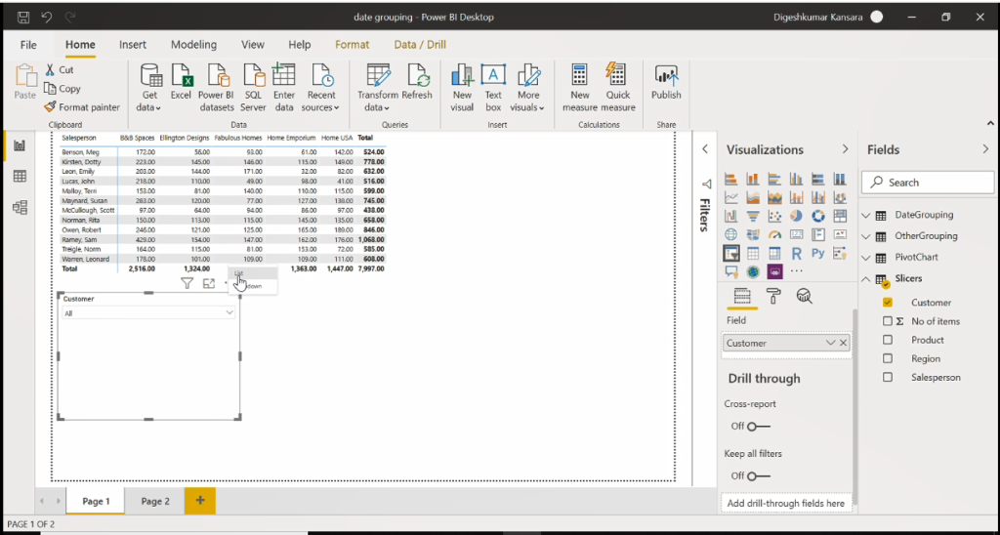 date grouping - Power BI Desktop
Digeshkumar Kansara
File Home Insert Modeling View Help Format Data / Drill
Paste
Cut
Copy
Format painter
Clipboard
Get data
Excel
Power BI datasets
SQL Server
Enter data
Recent sources
Data
Transform data
Refresh
Queries
New visual
Text box
More visuals
Insert
New measure
Quick measure
Calculations
Publish
Share
Salesperson B&B Spaces Ellington Designs Fabulous Homes Home Emporium Home USA Total
Benson, Meg 172.00 56.00 93.00 61.00 142.00 524.00
Kirsten, Dotty 223.00 145.00 146.00 115.00 149.00 778.00
Leon, Emily 203.00 144.00 171.00 32.00 82.00 632.00
Lucas, John 218.00 110.00 49.00 98.00 41.00 516.00
Malloy, Terri 153.00 81.00 140.00 110.00 115.00 599.00
Maynard, Susan 283.00 120.00 77.00 127.00 138.00 745.00
McCullough, Scott 97.00 64.00 94.00 86.00 97.00 438.00
Norman, Rita 150.00 113.00 115.00 145.00 135.00 658.00
Owen, Robert 246.00 121.00 125.00 165.00 189.00 846.00
Ramey, Sam 429.00 154.00 147.00 162.00 176.00 1,068.00
Treigle, Norm 164.00 115.00 81.00 153.00 72.00 585.00
Warren, Leonard 178.00 101.00 109.00 109.00 111.00 608.00
Total 2,516.00 1,324.00 1,363.00 1,447.00 7,997.00
Customer
All
Filters
Visualizations
R Py
Field
Customer
Drill through
Cross-report
Off
Keep all filters
Off
Add drill-through fields here
Fields
Search
DateGrouping
OtherGrouping
PivotChart
Slicers
Customer
Σ No of items
Product
Region
Salesperson
Page 1 Page 2 +
PAGE 1 OF 2